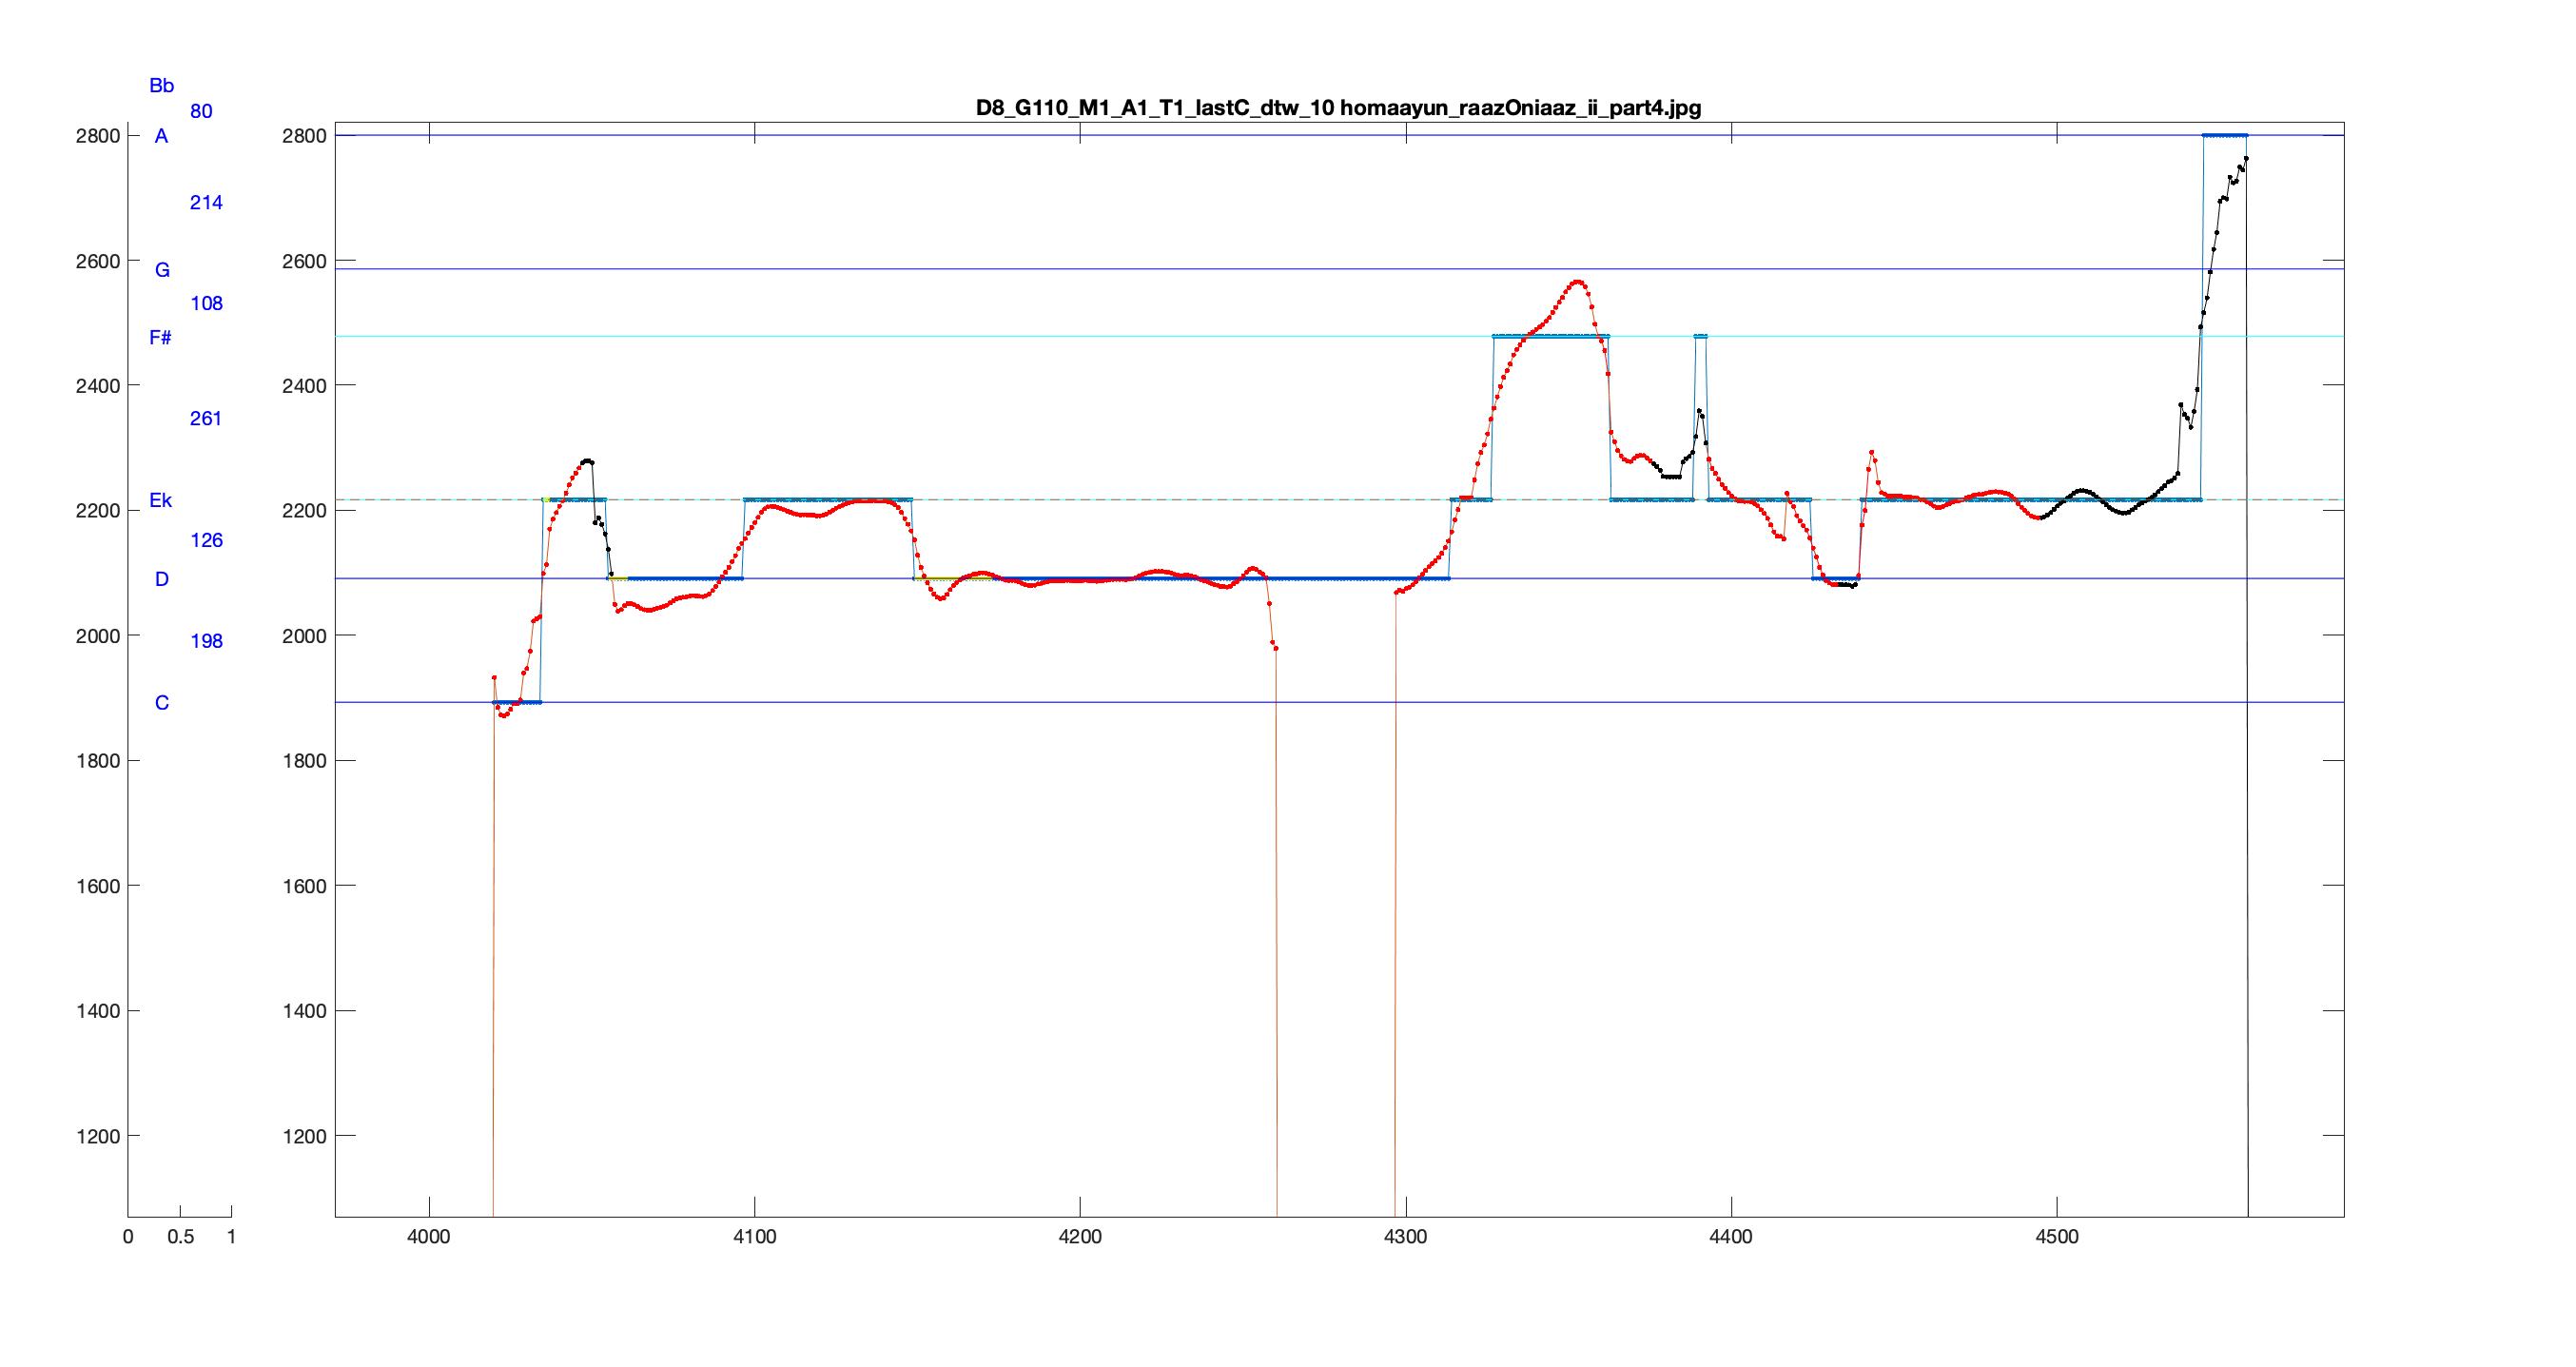 D8_G110_M1_A1_T1_lastC_dtw_10 homaayun_raazOniaaz_ii_part4.jpg
Bb
80
2800 A 2800
214
2600 G 2600
108
F#
2400 2400
261
2200 Ek 2200
126
D
2000 2000
198
C
1800 1800
1600 1600
1400 1400
1200 1200
0 0.5 1 4000 4100 4200 4300 4400 4500